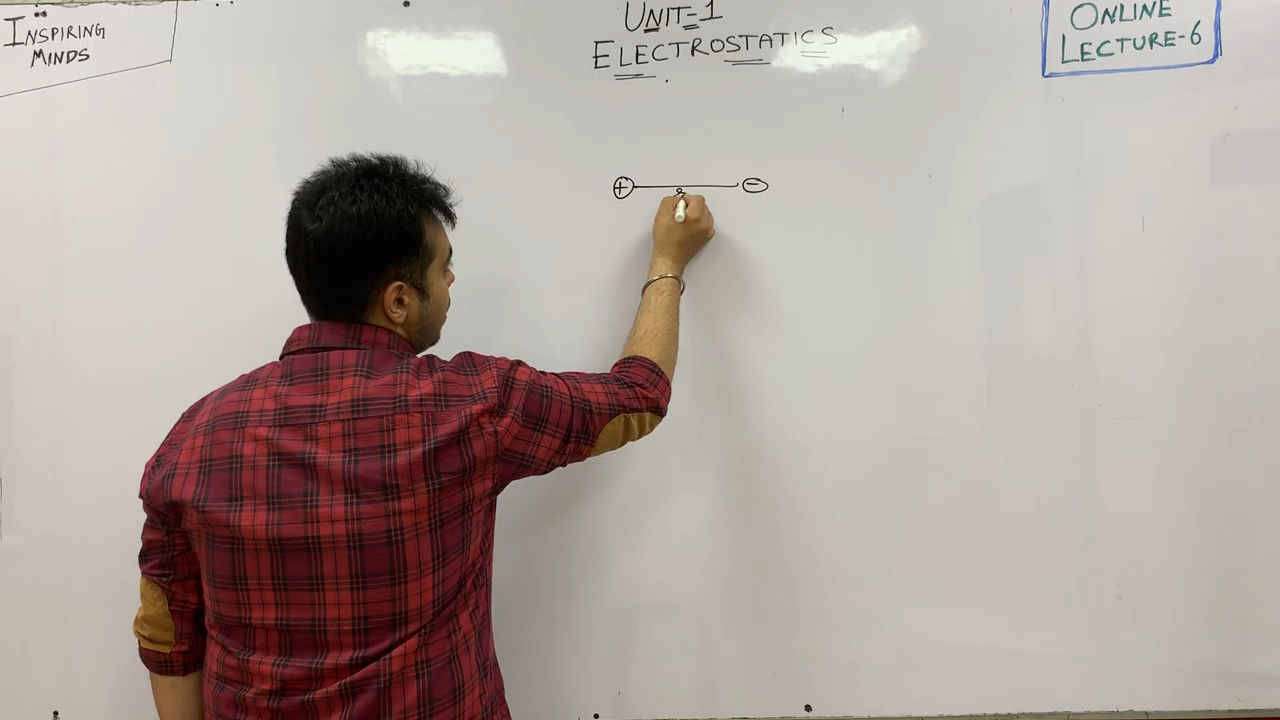 INSPIRING
MINDS
UNIT-1
ELECTROSTATICS
ONLINE
LECTURE-6
+ -